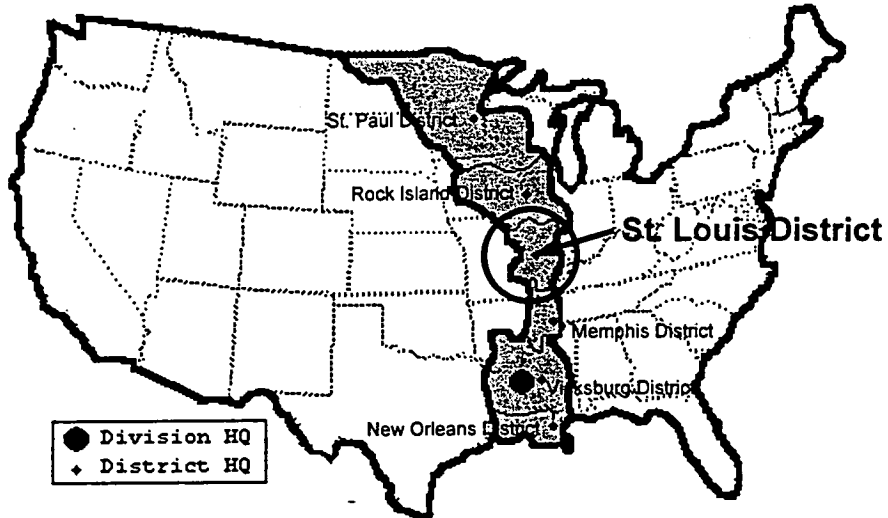 St. Paul District
Rock Island District
St. Louis District
Memphis District
Vicksburg District
New Orleans District
Division HQ
District HQ